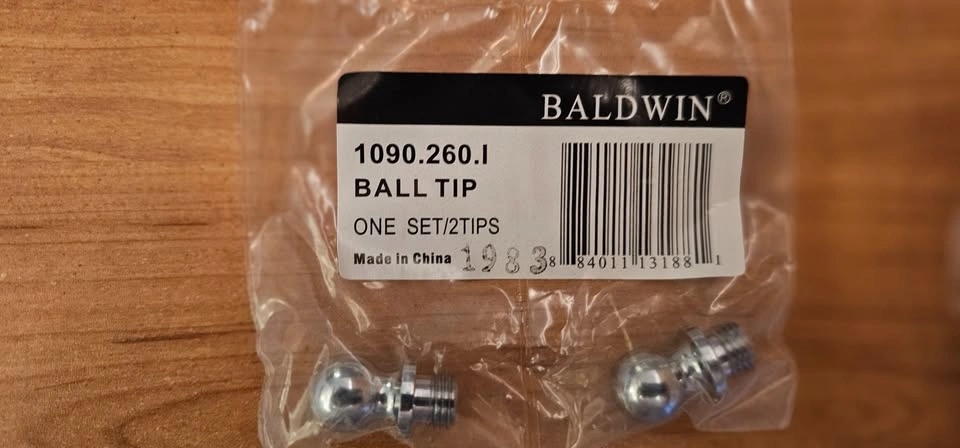 BALDWIN®
1090.260.I
BALL TIP
ONE SET/2TIPS
Made in China 1983
8 84011 13188 1